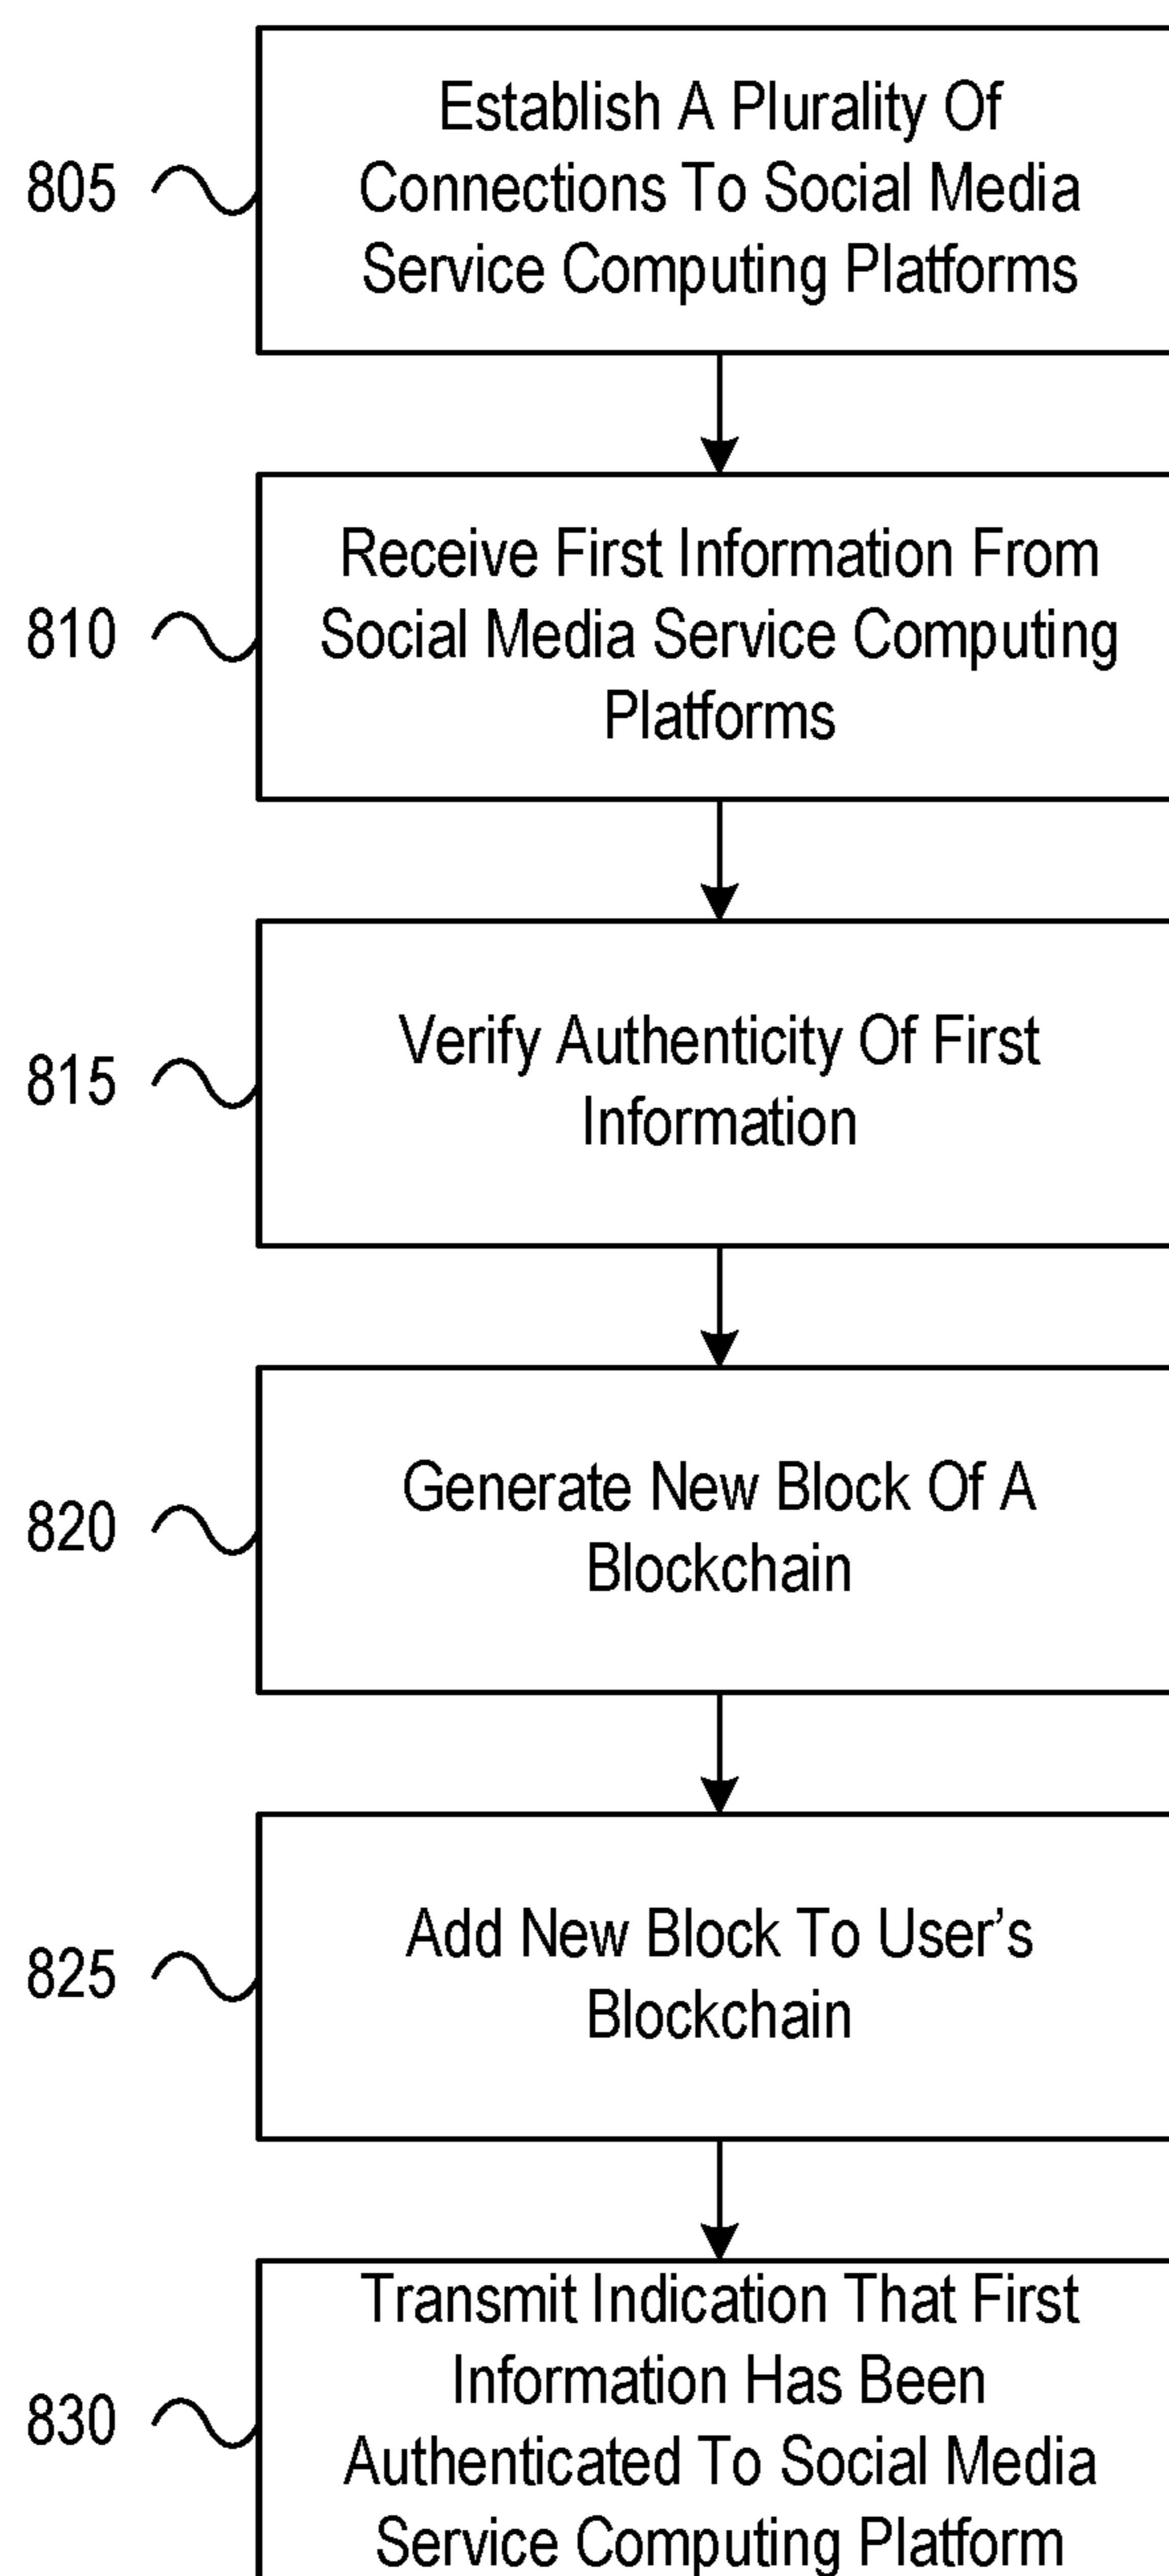 Establish A Plurality Of
805 Connections To Social Media
Service Computing Platforms
Receive First Information From
810 Social Media Service Computing
Platforms
815 Verify Authenticity Of First
Information
820 Generate New Block Of A
Blockchain
825 Add New Block To User’s
Blockchain
Transmit Indication That First
Information Has Been
830 Authenticated To Social Media
Service Computing Platform